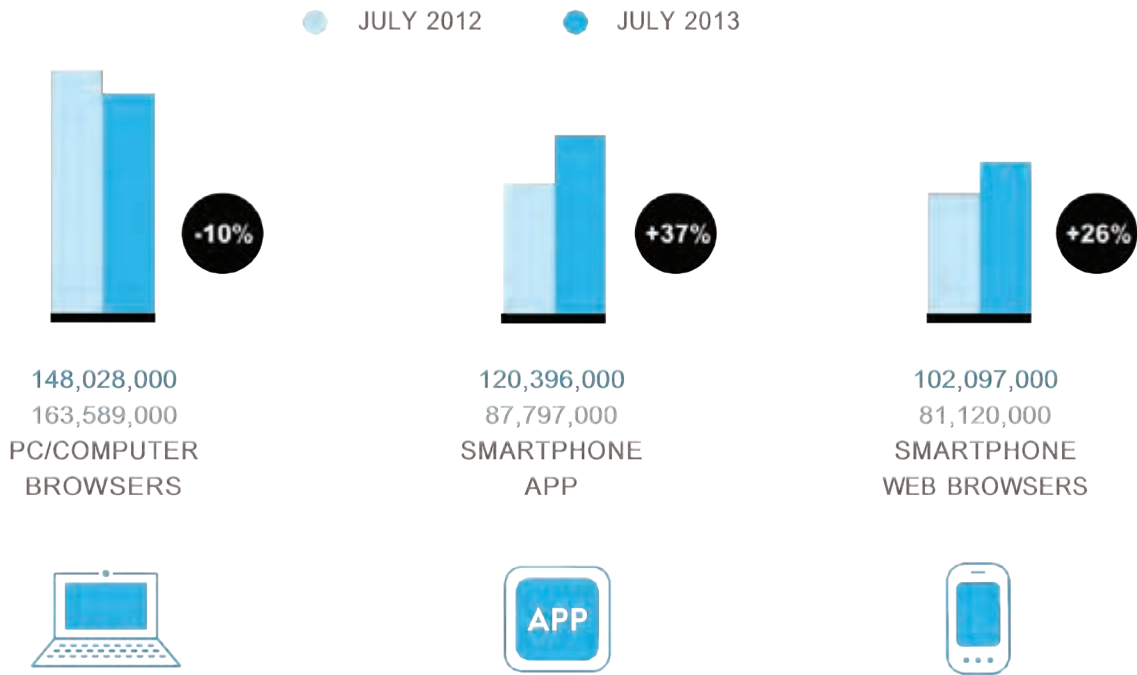 JULY 2012 JULY 2013
-10%
+37%
+26%
148,028,000
163,589,000
PC/COMPUTER
BROWSERS
120,396,000
87,797,000
SMARTPHONE
APP
102,097,000
81,120,000
SMARTPHONE
WEB BROWSERS
APP